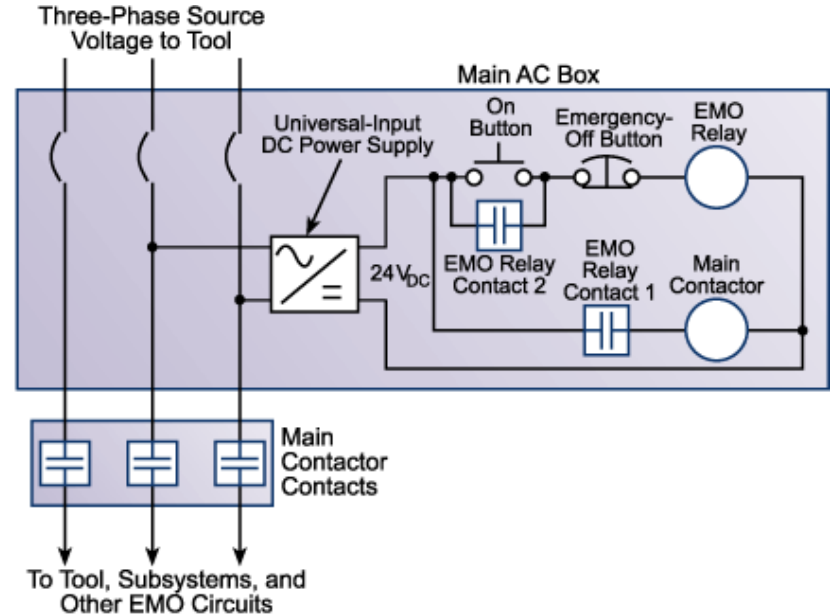 Three-Phase Source
Voltage to Tool
Main AC Box
Universal-Input
DC Power Supply
On
Button
Emergency-
Off Button
EMO
Relay
24VDC
EMO Relay
Contact 2
EMO
Relay
Contact 1
Main
Contactor
Main
Contactor
Contacts
To Tool, Subsystems, and
Other EMO Circuits